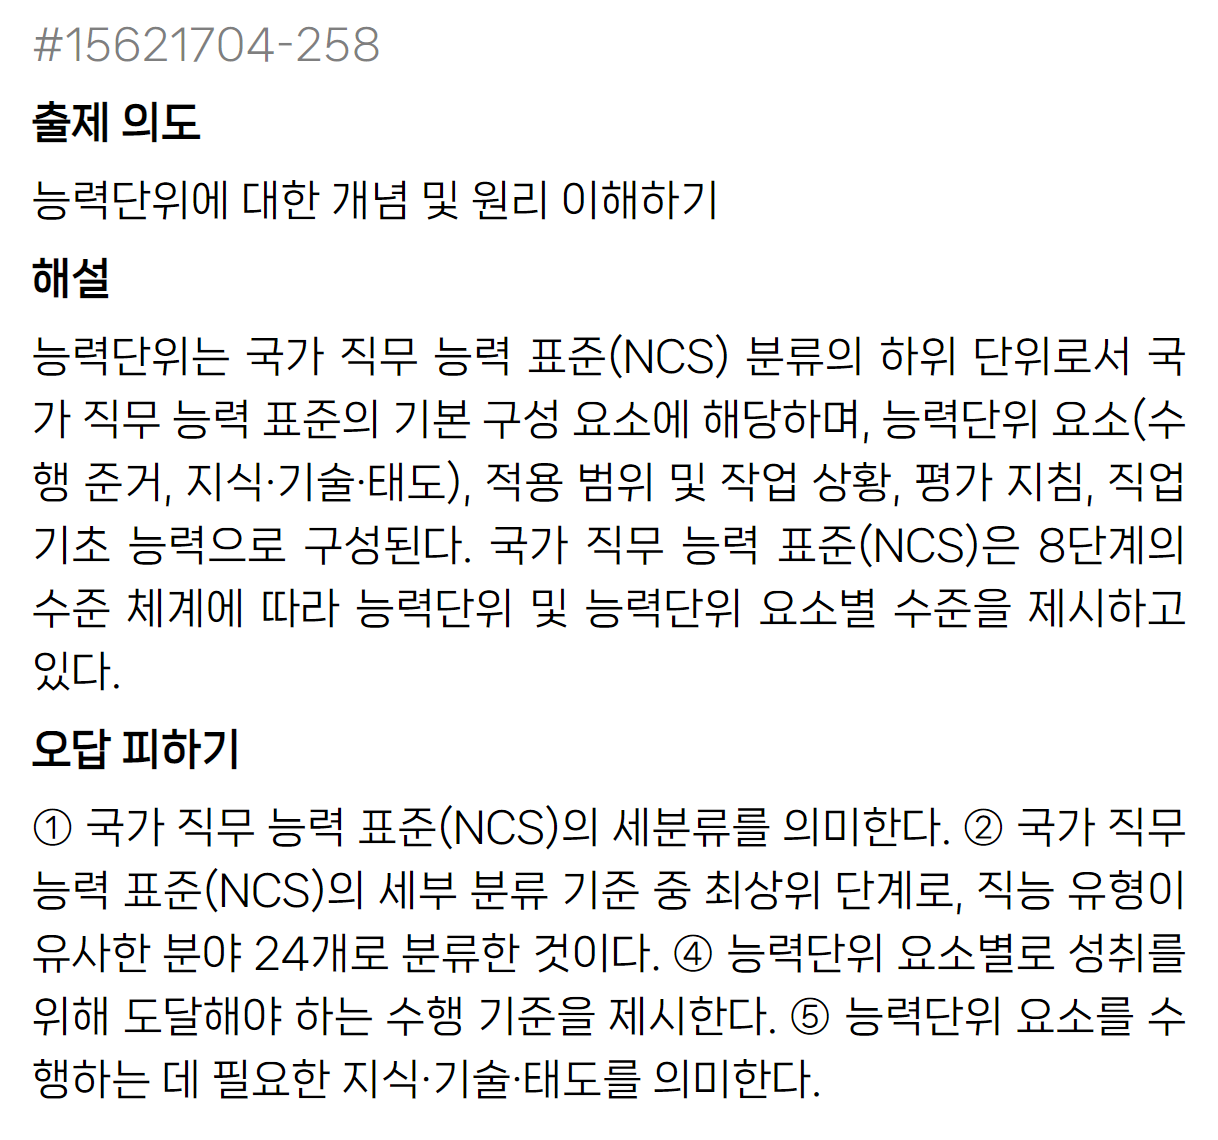 #15621704-258
출제 의도
능력단위에 대한 개념 및 원리 이해하기
해설
능력단위는 국가 직무 능력 표준(NCS) 분류의 하위 단위로서 국
가 직무 능력 표준의 기본 구성 요소에 해당하며, 능력단위 요소(수
행 준거, 지식·기술·태도), 적용 범위 및 작업 상황, 평가 지침, 직업
기초 능력으로 구성된다. 국가 직무 능력 표준(NCS)은 8단계의
수준 체계에 따라 능력단위 및 능력단위 요소별 수준을 제시하고
있다.
오답 피하기
① 국가 직무 능력 표준(NCS)의 세분류를 의미한다. ② 국가 직무
능력 표준(NCS)의 세부 분류 기준 중 최상위 단계로, 직능 유형이
유사한 분야 24개로 분류한 것이다. ④ 능력단위 요소별로 성취를
위해 도달해야 하는 수행 기준을 제시한다. ⑤ 능력단위 요소를 수
행하는 데 필요한 지식·기술·태도를 의미한다.